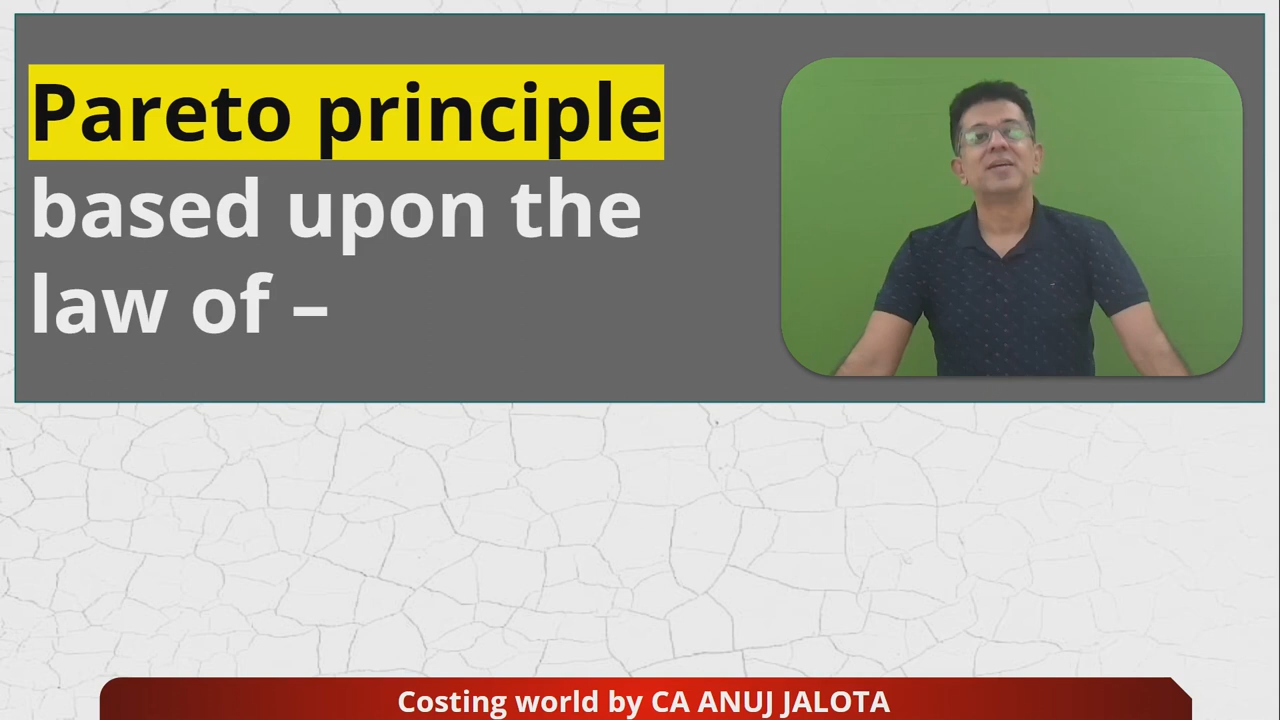 Pareto principle
based upon the
law of –
Costing world by CA ANUJ JALOTA